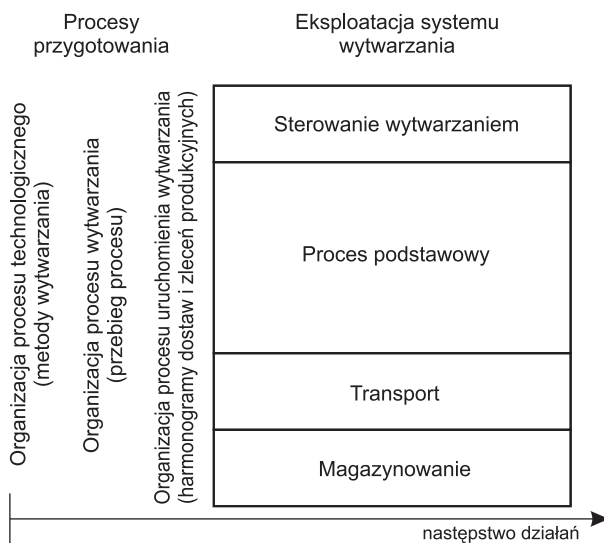 Procesy
przygotowania
Eksploatacja systemu
wytwarzania
Organizacja procesu technologicznego
(metody wytwarzania)
Organizacja procesu wytwarzania
(przebieg procesu)
Organizacja procesu uruchomienia wytwarzania
(harmonogramy dostaw i zleceń produkcyjnych)
Sterowanie wytwarzaniem
Proces podstawowy
Transport
Magazynowanie
następstwo działań